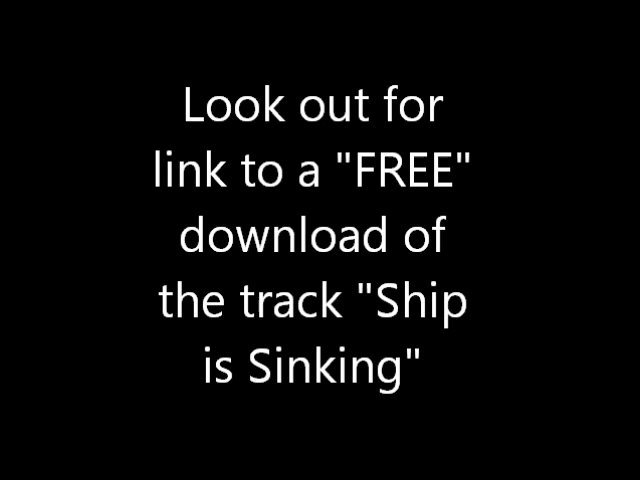 Look out for
link to a "FREE"
download of
the track "Ship
is Sinking"